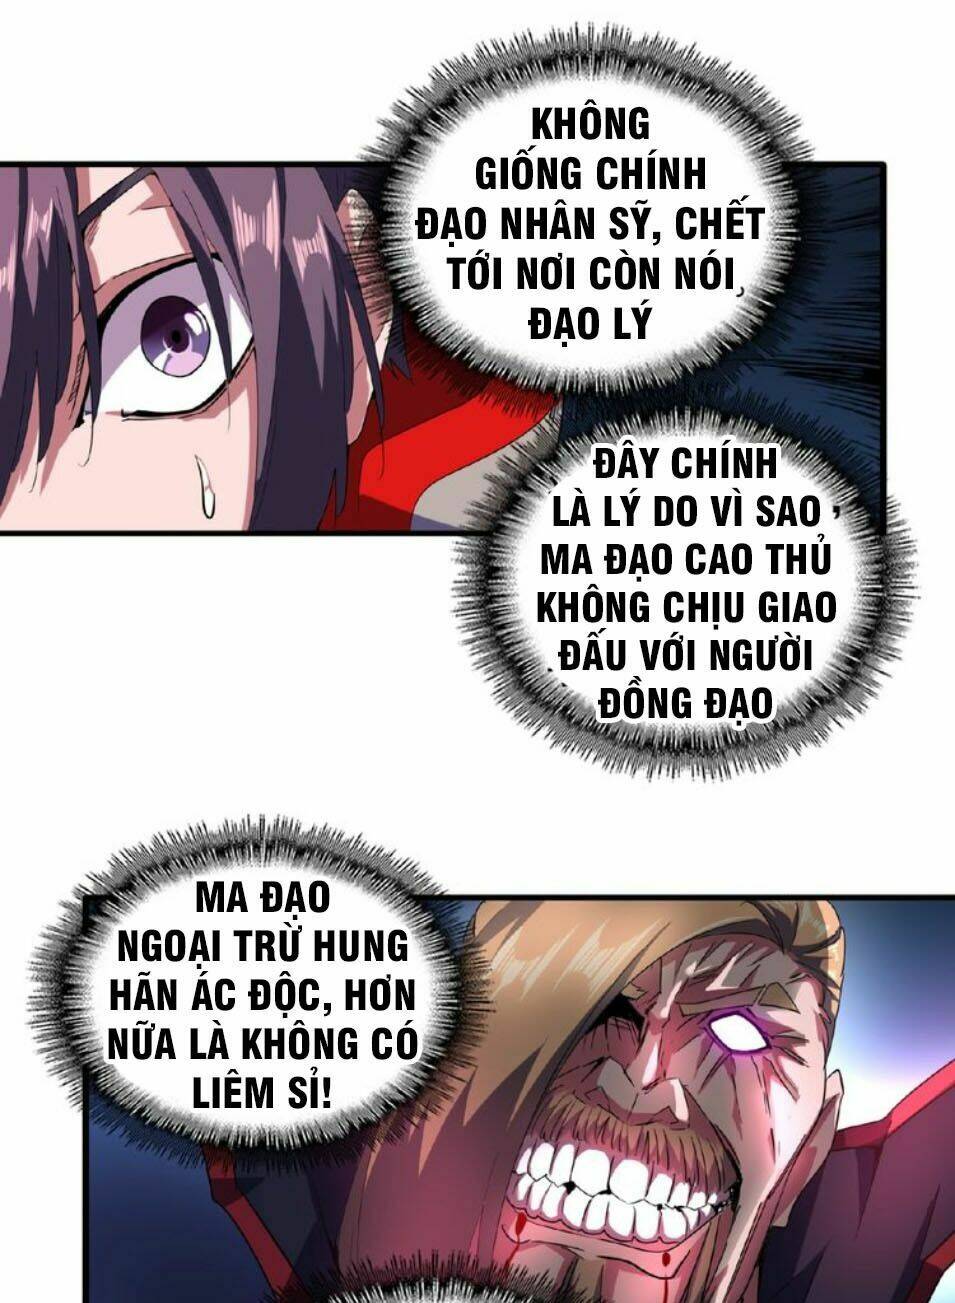 KHÔNG
GIỐNG CHÍNH
ĐẠO NHÂN SỸ, CHẾT
TỚI NƠI CÒN NÓI
ĐẠO LÝ
ĐÂY CHÍNH
LÀ LÝ DO VÌ SAO
MA ĐẠO CAO THỦ
KHÔNG CHỊU GIAO
ĐẤU VỚI NGƯỜI
ĐỒNG ĐẠO
MA ĐẠO
NGOẠI TRỪ HUNG
HÃN ÁC ĐỘC, HƠN
NỮA LÀ KHÔNG CÓ
LIÊM SỈ!